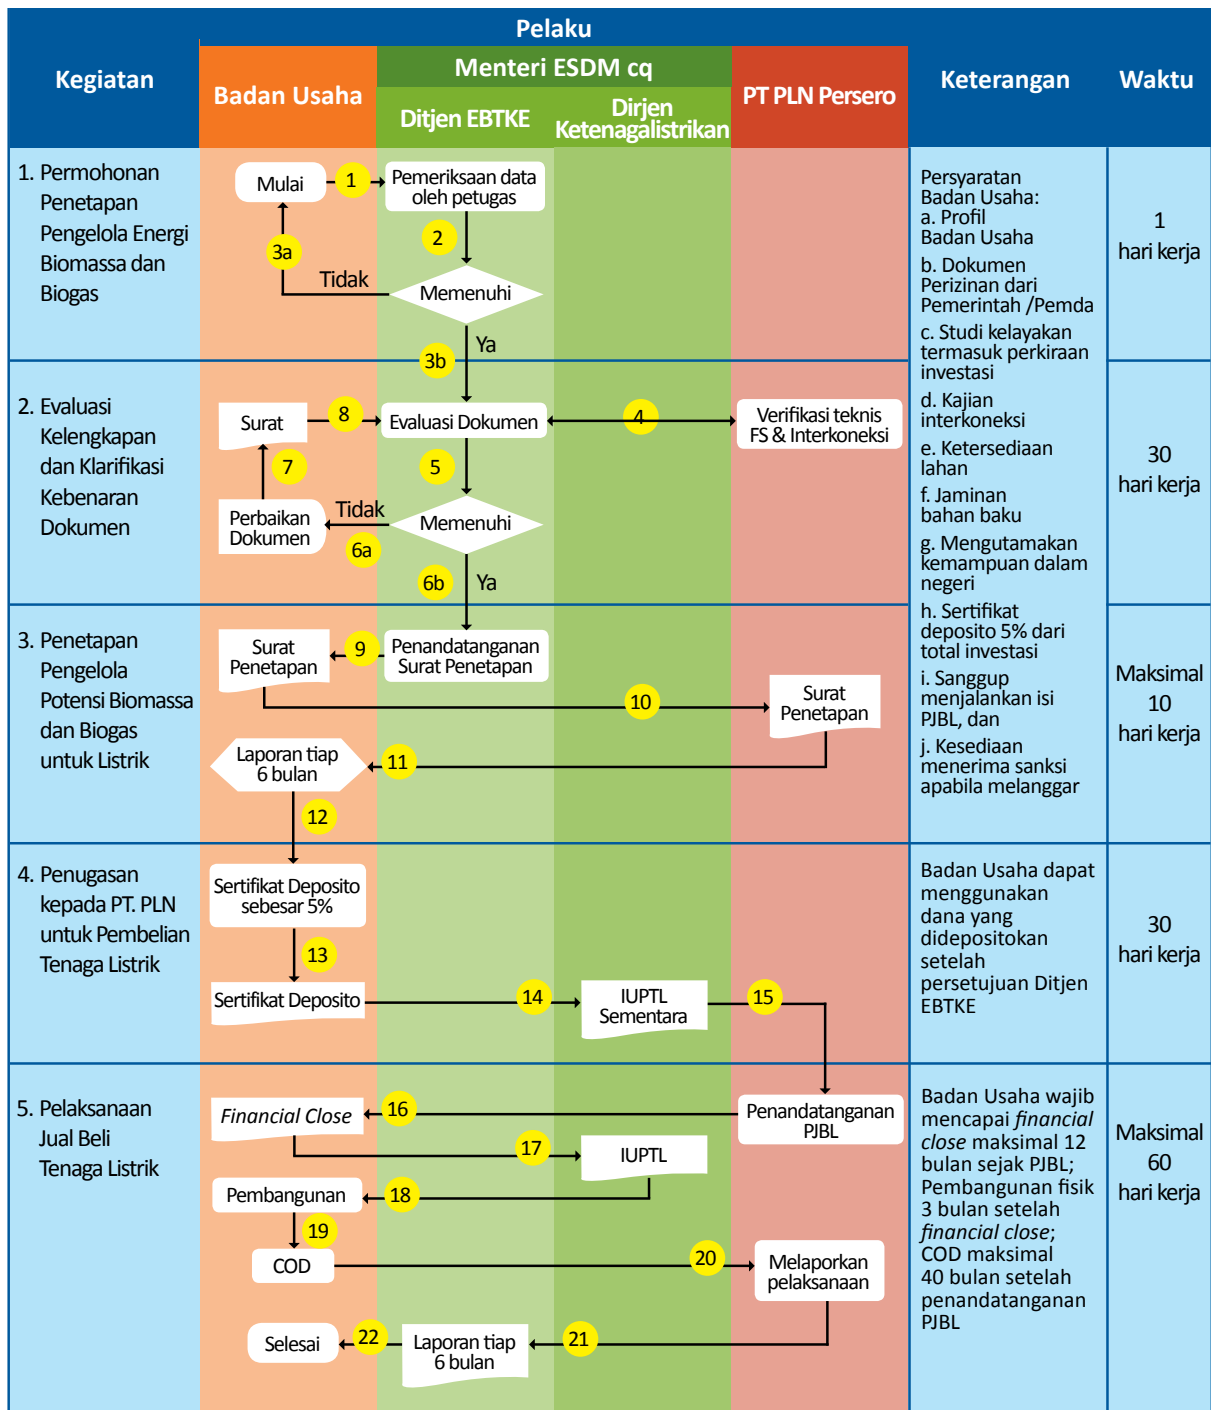 Kegiatan
Pelaku
Badan Usaha
Menteri ESDM cq
Ditjen EBTKE
Dirjen
Ketenagalistrikan
PT PLN Persero
Keterangan
Waktu
1. Permohonan
Penetapan
Pengelola Energi
Biomassa dan
Biogas
Mulai
1
Pemeriksaan data
oleh petugas
2
3a
Tidak
Memenuhi
Ya
3b
Persyaratan
Badan Usaha:
a. Profil
Badan Usaha
b. Dokumen
Perizinan dari
Pemerintah /Pemda
c. Studi kelayakan
termasuk perkiraan
investasi
d. Kajian
interkoneksi
e. Ketersediaan
lahan
f. Jaminan
bahan baku
g. Mengutamakan
kemampuan dalam
negeri
h. Sertifikat
deposito 5% dari
total investasi
i. Sanggup
menjalankan isi
PJBL, dan
j. Kesediaan
menerima sanksi
apabila melanggar
1
hari kerja
2. Evaluasi
Kelengkapan
dan Klarifikasi
Kebenaran
Dokumen
Surat
8
Evaluasi Dokumen
4
Verifikasi teknis
FS & Interkoneksi
7
5
Perbaikan
Dokumen
Tidak
6a
Memenuhi
6b
Ya
30
hari kerja
3. Penetapan
Pengelola
Potensi Biomassa
dan Biogas
untuk Listrik
Surat
Penetapan
9
Penandatanganan
Surat Penetapan
10
Surat
Penetapan
Laporan tiap
6 bulan
11
12
Maksimal
10
hari kerja
4. Penugasan
kepada PT. PLN
untuk Pembelian
Tenaga Listrik
Sertifikat Deposito
sebesar 5%
13
Sertifikat Deposito
14
IUPTL
Sementara
15
Badan Usaha dapat
menggunakan
dana yang
didepositokan
setelah
persetujuan Ditjen
EBTKE
30
hari kerja
5. Pelaksanaan
Jual Beli
Tenaga Listrik
Financial Close
16
Penandatanganan
PJBL
17
IUPTL
Pembangunan
18
19
COD
20
Melaporkan
pelaksanaan
Selesai
22
Laporan tiap
6 bulan
21
Badan Usaha wajib
mencapai financial
close maksimal 12
bulan sejak PJBL;
Pembangunan fisik
3 bulan setelah
financial close;
COD maksimal
40 bulan setelah
penandatanganan
PJBL
Maksimal
60
hari kerja